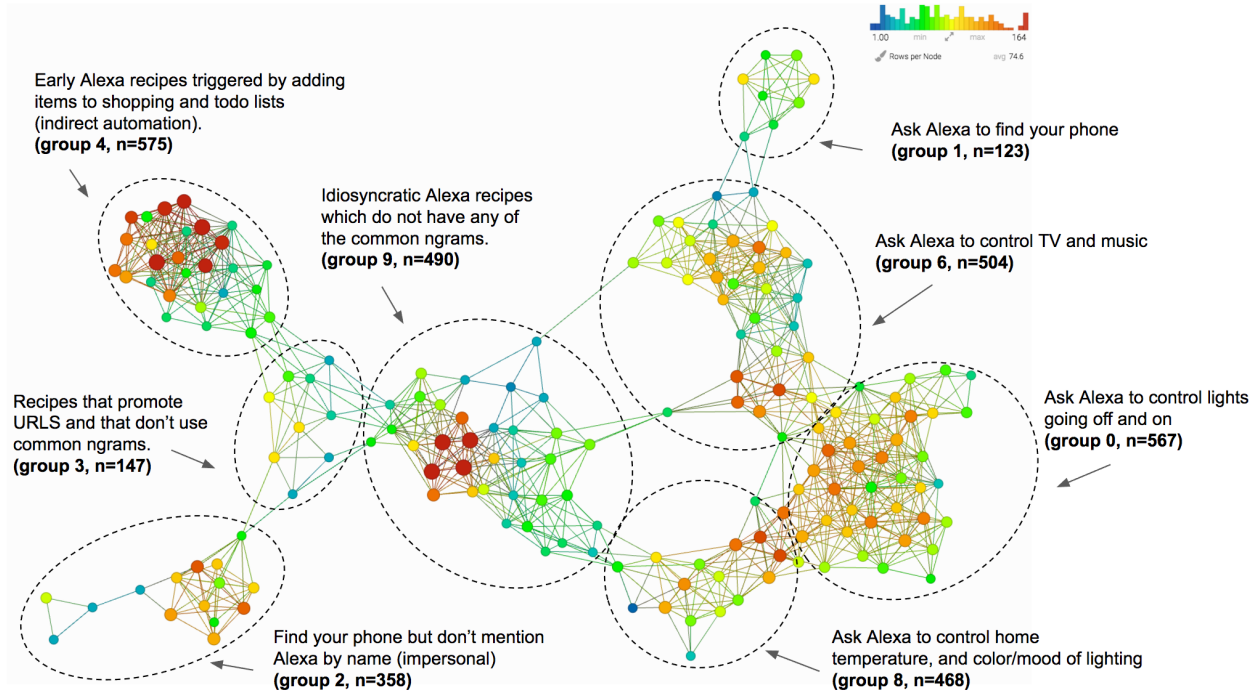 1.00 min max 164
Rows per Node avg 74.6
Early Alexa recipes triggered by adding
items to shopping and todo lists
(indirect automation).
(group 4, n=575)
Ask Alexa to find your phone
(group 1, n=123)
Idiosyncratic Alexa recipes
which do not have any of
the common ngrams.
(group 9, n=490)
Ask Alexa to control TV and music
(group 6, n=504)
Recipes that promote
URLS and that don't use
common ngrams.
(group 3, n=147)
Ask Alexa to control lights
going off and on
(group 0, n=567)
Find your phone but don't mention
Alexa by name (impersonal)
(group 2, n=358)
Ask Alexa to control home
temperature, and color/mood of lighting
(group 8, n=468)